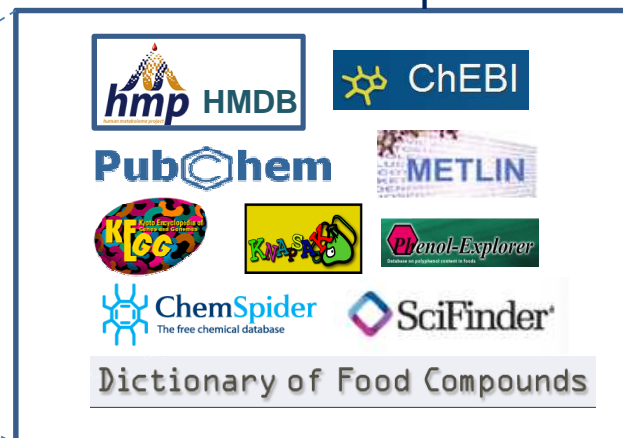 hmp HMDB
human metabolome project
ChEBI
PubChem
METLIN
KEGG
Kyoto Encyclopedia of
Genes and Genomes
KNApSAcK
Phenol-Explorer
Database on polyphenol content in foods
ChemSpider
The free chemical database
SciFinder®
Dictionary of Food Compounds